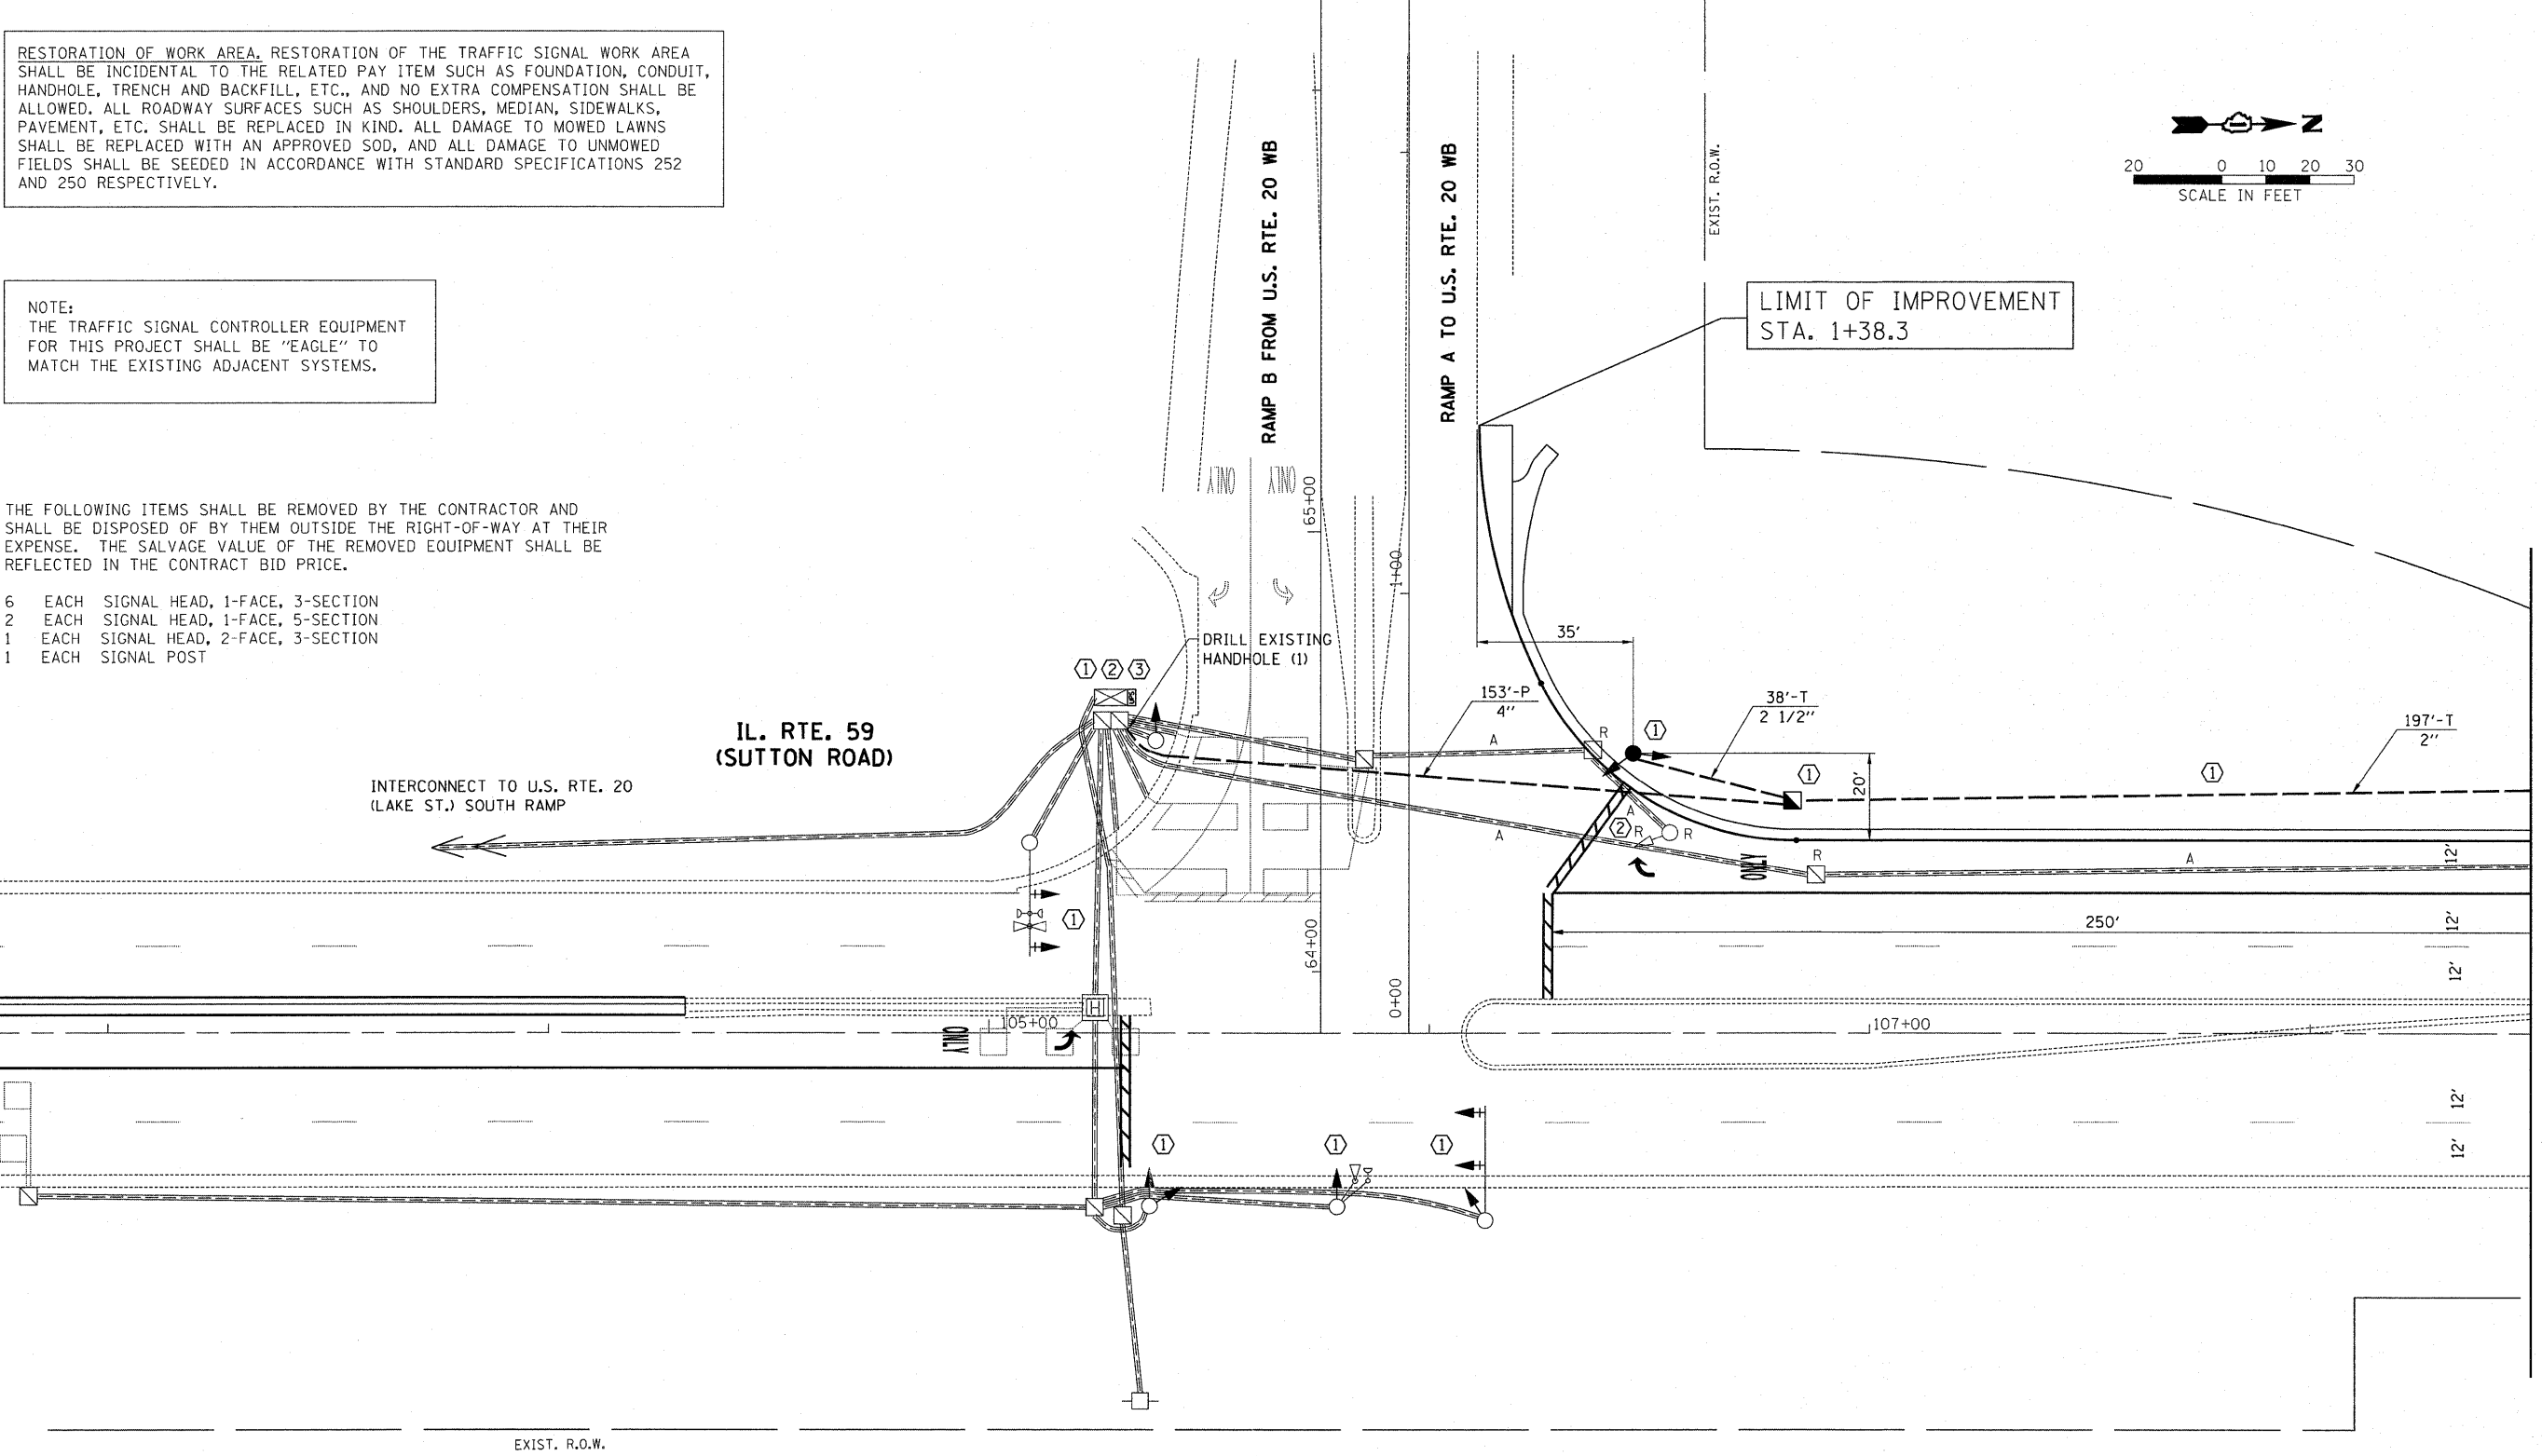 RESTORATION OF WORK AREA. RESTORATION OF THE TRAFFIC SIGNAL WORK AREA
SHALL BE INCIDENTAL TO THE RELATED PAY ITEM SUCH AS FOUNDATION, CONDUIT,
HANDHOLE, TRENCH AND BACKFILL, ETC., AND NO EXTRA COMPENSATION SHALL BE
ALLOWED. ALL ROADWAY SURFACES SUCH AS SHOULDERS, MEDIAN, SIDEWALKS,
PAVEMENT, ETC. SHALL BE REPLACED IN KIND. ALL DAMAGE TO MOWED LAWNS
SHALL BE REPLACED WITH AN APPROVED SOD, AND ALL DAMAGE TO UNMOWED
FIELDS SHALL BE SEEDED IN ACCORDANCE WITH STANDARD SPECIFICATIONS 252
AND 250 RESPECTIVELY.
NOTE:
THE TRAFFIC SIGNAL CONTROLLER EQUIPMENT
FOR THIS PROJECT SHALL BE "EAGLE" TO
MATCH THE EXISTING ADJACENT SYSTEMS.
THE FOLLOWING ITEMS SHALL BE REMOVED BY THE CONTRACTOR AND
SHALL BE DISPOSED OF BY THEM OUTSIDE THE RIGHT-OF-WAY AT THEIR
EXPENSE. THE SALVAGE VALUE OF THE REMOVED EQUIPMENT SHALL BE
REFLECTED IN THE CONTRACT BID PRICE.
6 EACH SIGNAL HEAD, 1-FACE, 3-SECTION
2 EACH SIGNAL HEAD, 1-FACE, 5-SECTION
1 EACH SIGNAL HEAD, 2-FACE, 3-SECTION
1 EACH SIGNAL POST
RAMP B FROM U.S. RTE. 20 WB
RAMP A TO U.S. RTE. 20 WB
EXIST. R.O.W.
N
20 0 10 20 30
SCALE IN FEET
LIMIT OF IMPROVEMENT
STA. 1+38.3
ONLY
ONLY
65+00
1+00
DRILL EXISTING
HANDHOLE (1)
1 2 3
35'
153'-P
4"
38'-T
2 1/2"
197'-T
2"
IL. RTE. 59
(SUTTON ROAD)
INTERCONNECT TO U.S. RTE. 20
(LAKE ST.) SOUTH RAMP
A
R
1
1
1
20'
A
A
2
R
R
ONLY
R
A
12'
1
250'
12'
64+00
12'
0+00
H
ONLY
105+00
107+00
12'
1
1
1
12'
EXIST. R.O.W.